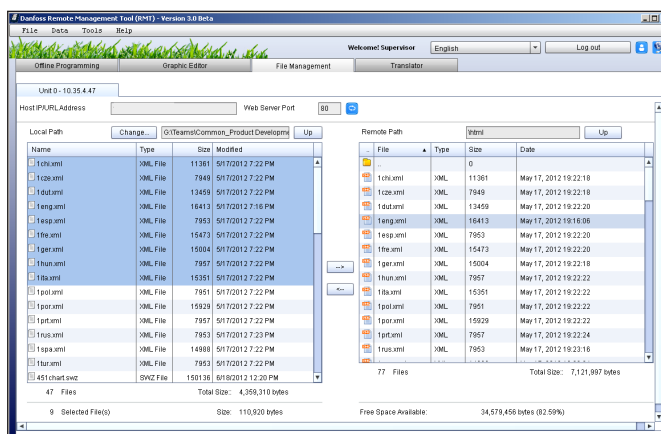 Danfoss Remote Management Tool (RMT) - Version 3.0 Beta
File Data Tools Help
Welcome! Supervisor English Log out
Offline Programming Graphic Editor File Management Translator
Unit 0 - 10.35.4.47
Host IP/URL Address Web Server Port 80
Local Path Change... G:\Teams\Common_Product Developme Up
Name Type Size Modified
1chi.xml XML File 11361 5/17/2012 7:22 PM
1cze.xml XML File 7949 5/17/2012 7:22 PM
1dut.xml XML File 13459 5/17/2012 7:22 PM
1eng.xml XML File 16413 5/17/2012 7:16 PM
1esp.xml XML File 7953 5/17/2012 7:22 PM
1fre.xml XML File 15473 5/17/2012 7:22 PM
1ger.xml XML File 15004 5/17/2012 7:22 PM
1hun.xml XML File 7957 5/17/2012 7:22 PM
1ita.xml XML File 15351 5/17/2012 7:22 PM
1pol.xml XML File 7951 5/17/2012 7:22 PM
1por.xml XML File 15929 5/17/2012 7:22 PM
1prt.xml XML File 7957 5/17/2012 7:22 PM
1rus.xml XML File 7953 5/17/2012 7:23 PM
1spa.xml XML File 14988 5/17/2012 7:22 PM
1tur.xml XML File 7953 5/17/2012 7:22 PM
451chart.swz SWZ File 150136 6/18/2012 12:20 PM
47 Files Total Size: 4,359,310 bytes
9 Selected File(s) Size: 110,920 bytes
-->
<--
Remote Path \html Up
.. File Type Size Date
.. 0
1chi.xml XML 11361 May 17, 2012 19:22:18
1cze.xml XML 7949 May 17, 2012 19:22:18
1dut.xml XML 13459 May 17, 2012 19:22:20
1eng.xml XML 16413 May 17, 2012 19:16:06
1esp.xml XML 7953 May 17, 2012 19:22:20
1fre.xml XML 15473 May 17, 2012 19:22:20
1ger.xml XML 15004 May 17, 2012 19:22:18
1hun.xml XML 7957 May 17, 2012 19:22:22
1ita.xml XML 15351 May 17, 2012 19:22:22
1pol.xml XML 7951 May 17, 2012 19:22:22
1por.xml XML 15929 May 17, 2012 19:22:22
1prt.xml XML 7957 May 17, 2012 19:22:24
1rus.xml XML 7953 May 17, 2012 19:23:16
77 Files Total Size: 7,121,997 bytes
Free Space Available: 34,579,456 bytes (82.59%)